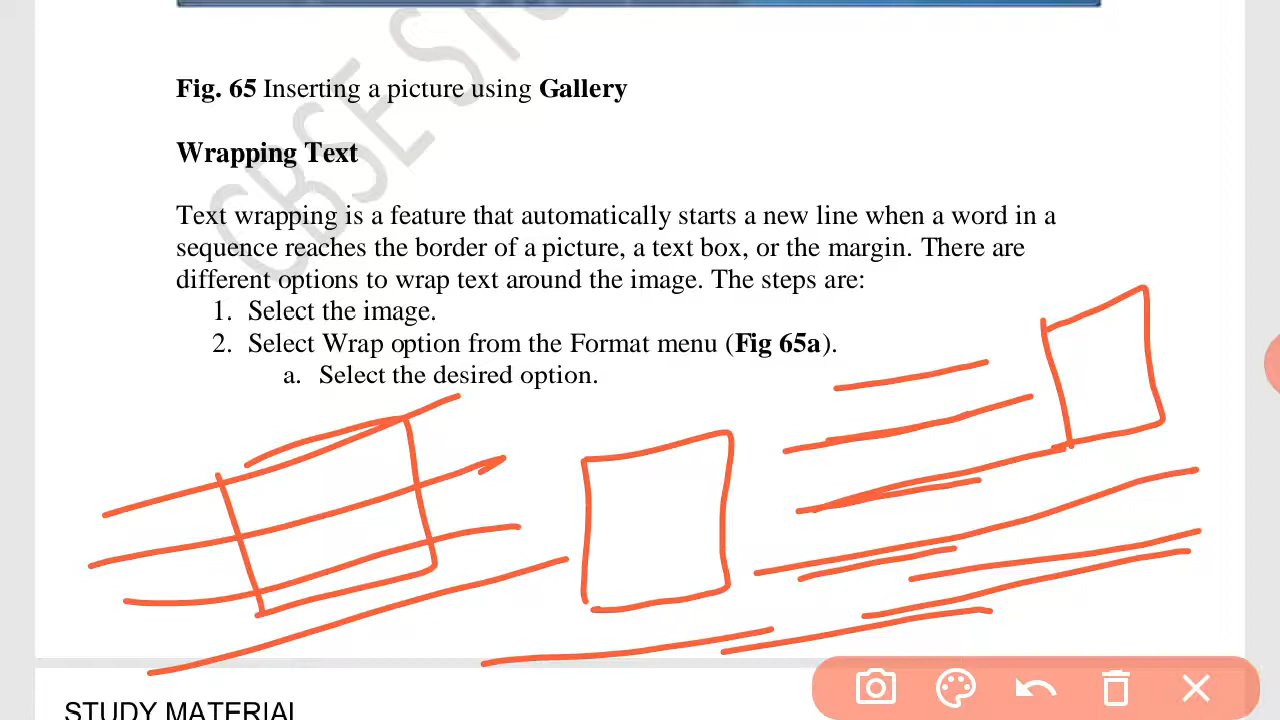 Fig. 65 Inserting a picture using Gallery
Wrapping Text
Text wrapping is a feature that automatically starts a new line when a word in a
sequence reaches the border of a picture, a text box, or the margin. There are
different options to wrap text around the image. The steps are:
1. Select the image.
2. Select Wrap option from the Format menu (Fig 65a).
a. Select the desired option.
CBSE
STUDY MATERIAL